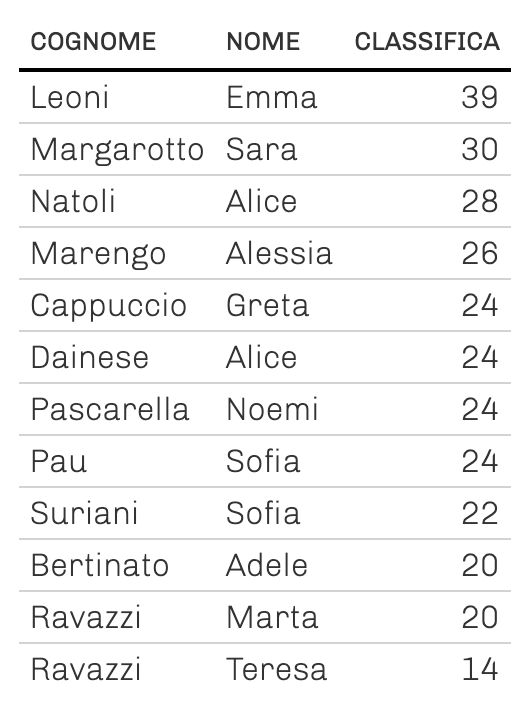 COGNOME NOME CLASSIFICA
Leoni Emma 39
Margarotto Sara 30
Natoli Alice 28
Marengo Alessia 26
Cappuccio Greta 24
Dainese Alice 24
Pascarella Noemi 24
Pau Sofia 24
Suriani Sofia 22
Bertinato Adele 20
Ravazzi Marta 20
Ravazzi Teresa 14